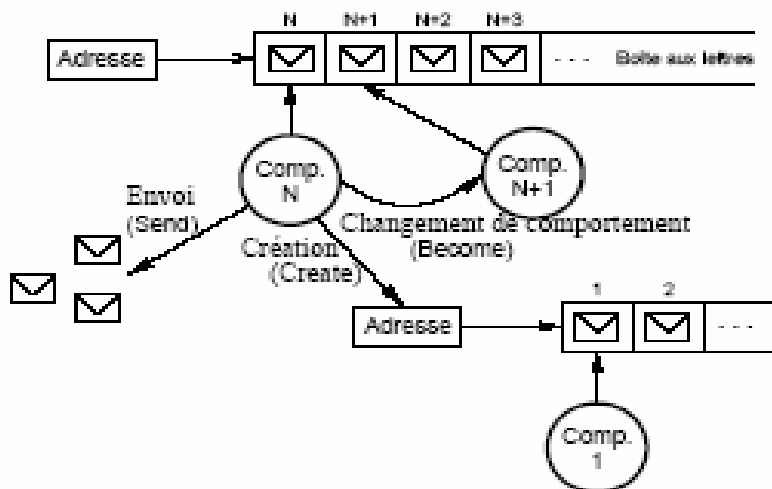 N N+1 N+2 N+3
Adresse
- - - Boîte aux lettres
Comp.
N
Comp.
N+1
Envoi
(Send)
Changement de comportement
(Become)
Création
(Create)
1 2
Adresse
- - -
Comp.
1